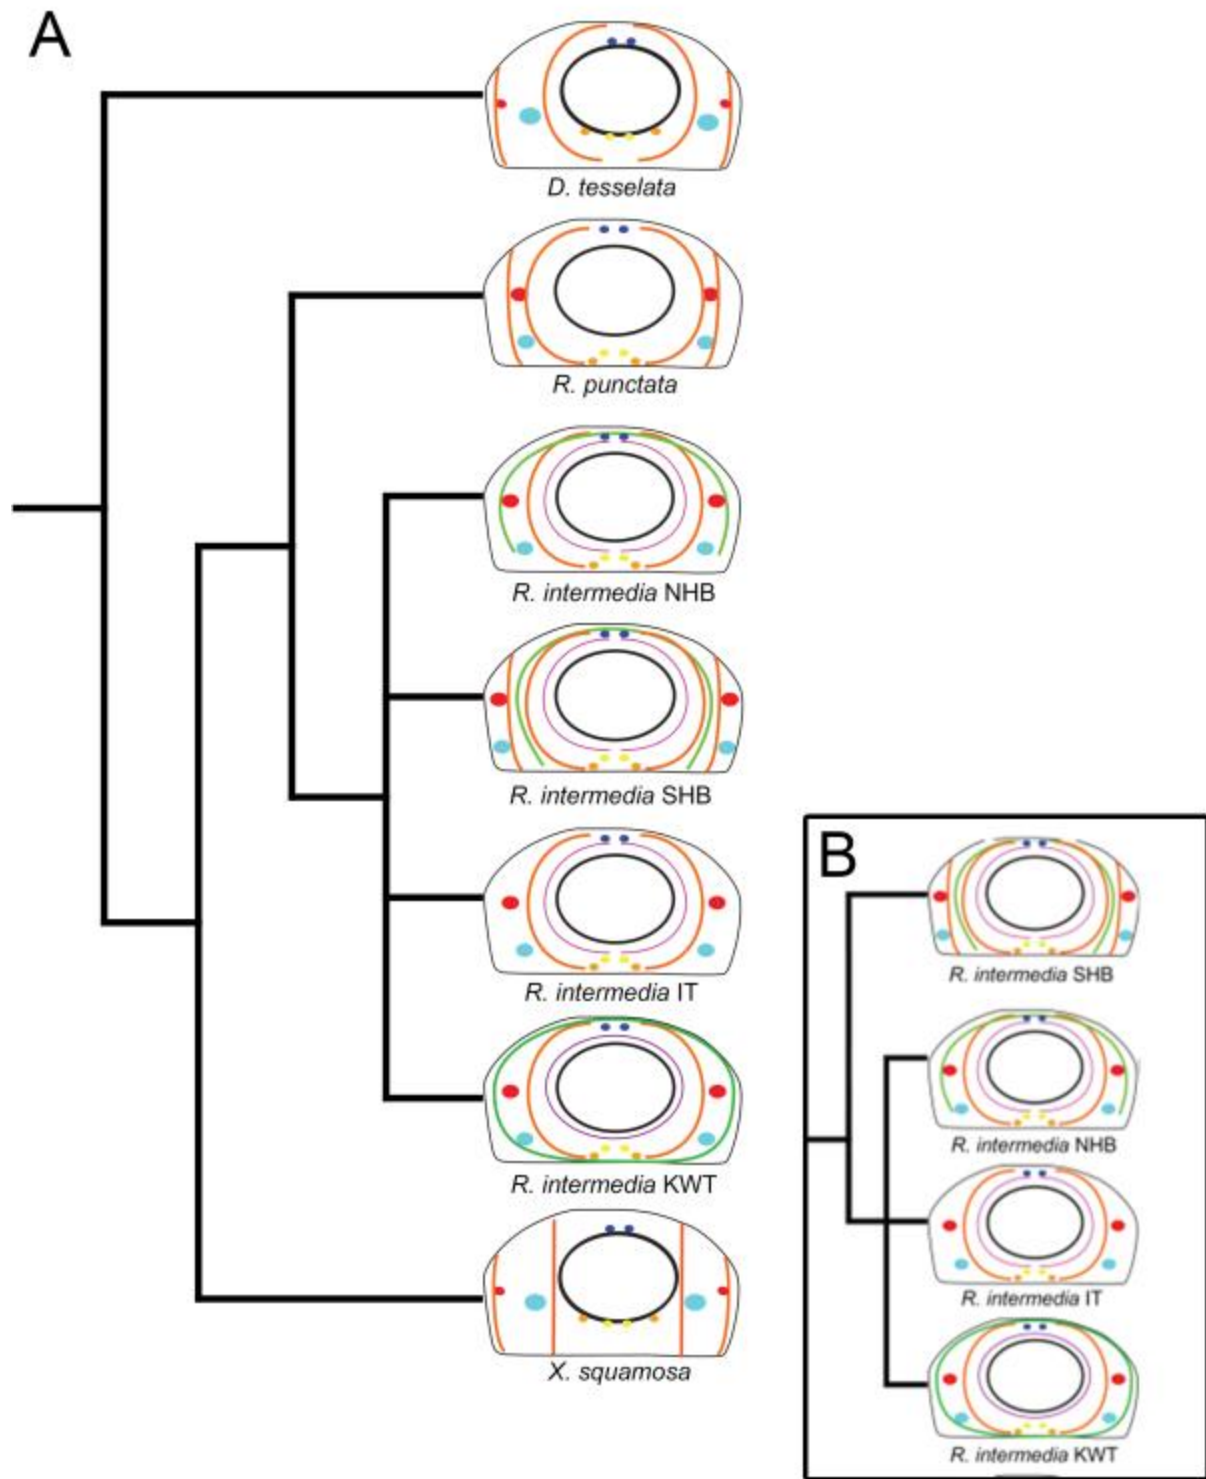 A
D. tesselata
R. punctata
R. intermedia NHB
R. intermedia SHB
R. intermedia IT
R. intermedia KWT
X. squamosa
B
R. intermedia SHB
R. intermedia NHB
R. intermedia IT
R. intermedia KWT